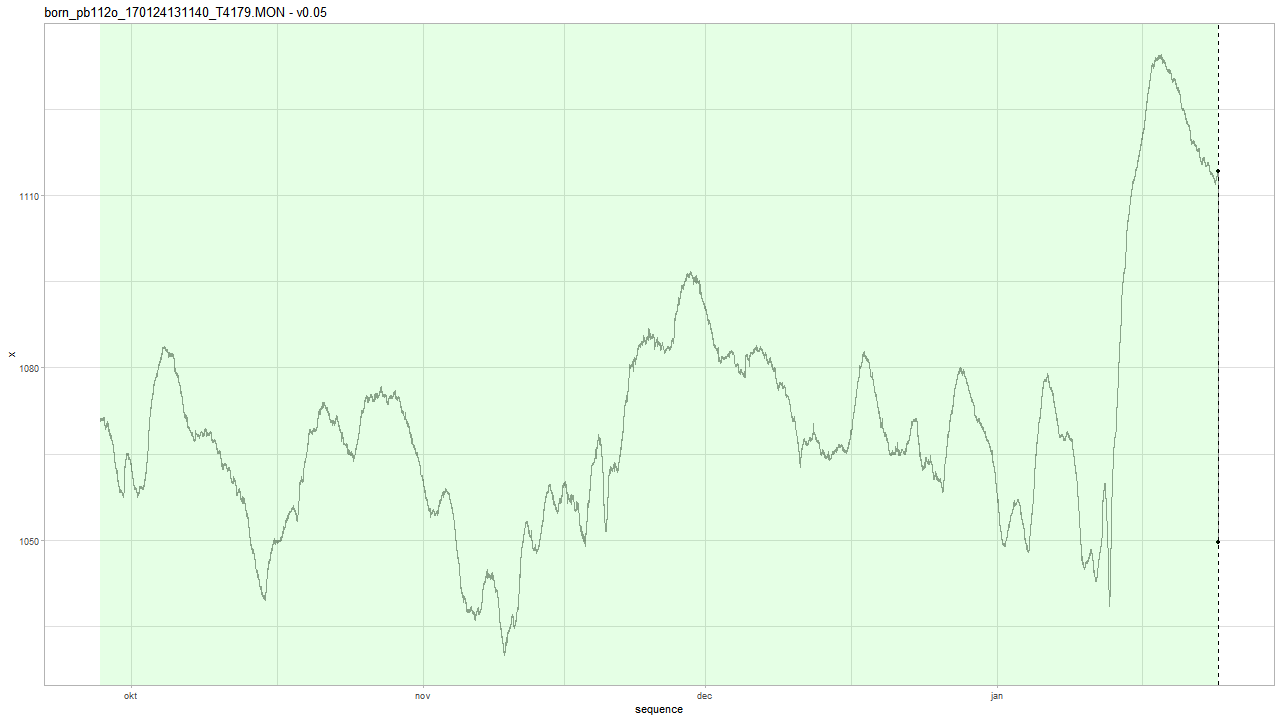 born_pb112o_170124131140_T4179.MON - v0.05
x
1110
1080
1050
okt nov dec jan
sequence